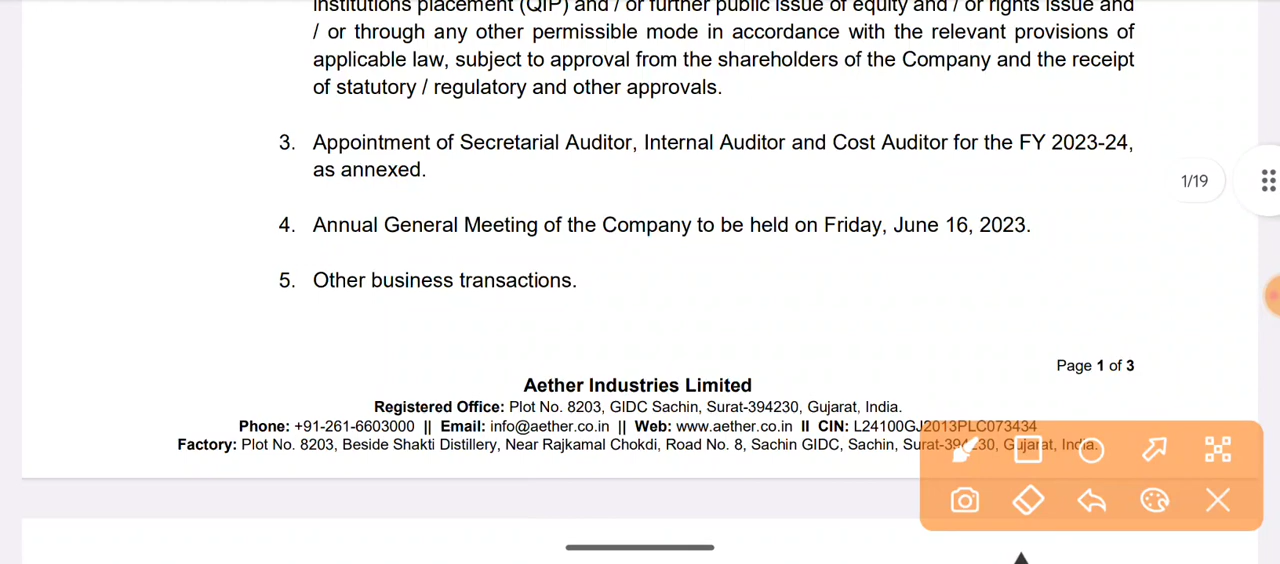 institutions placement (QIP) and / or further public issue of equity and / or rights issue and
/ or through any other permissible mode in accordance with the relevant provisions of
applicable law, subject to approval from the shareholders of the Company and the receipt
of statutory / regulatory and other approvals.
3. Appointment of Secretarial Auditor, Internal Auditor and Cost Auditor for the FY 2023-24,
as annexed.
1/19
4. Annual General Meeting of the Company to be held on Friday, June 16, 2023.
5. Other business transactions.
Page 1 of 3
Aether Industries Limited
Registered Office: Plot No. 8203, GIDC Sachin, Surat-394230, Gujarat, India.
Phone: +91-261-6603000 || Email: info@aether.co.in || Web: www.aether.co.in II CIN: L24100GJ2013PLC073434
Factory: Plot No. 8203, Beside Shakti Distillery, Near Rajkamal Chokdi, Road No. 8, Sachin GIDC, Sachin, Surat-394230, Gujarat, India.